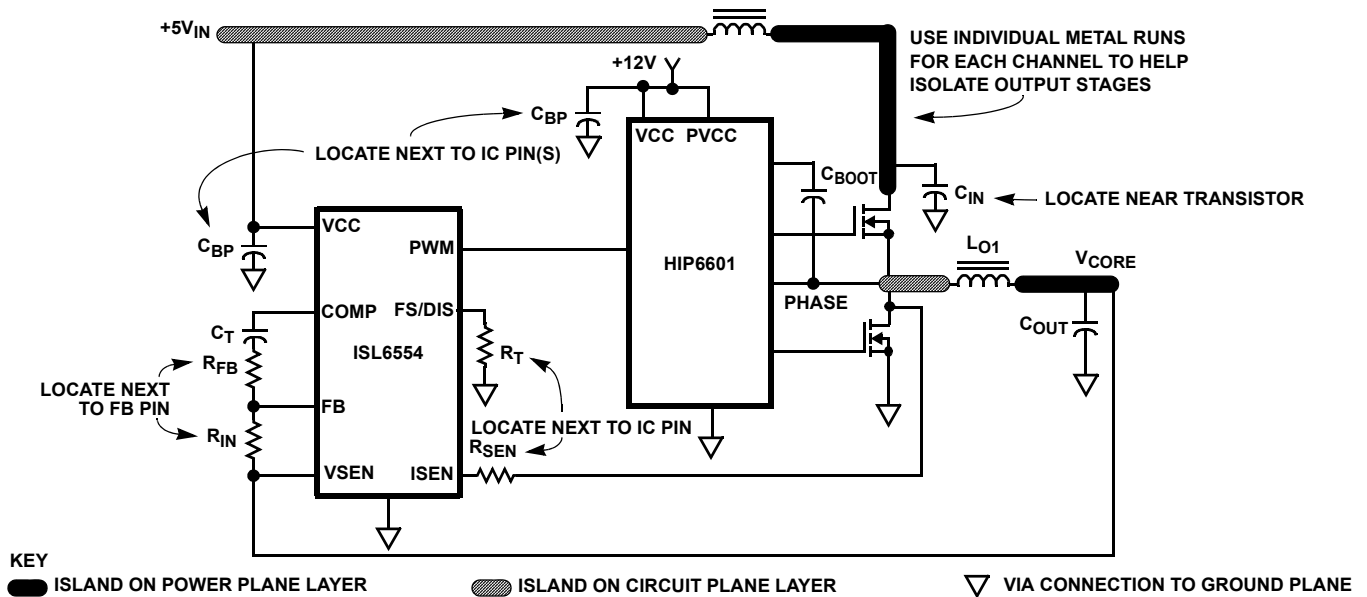 +5VIN
USE INDIVIDUAL METAL RUNS
FOR EACH CHANNEL TO HELP
ISOLATE OUTPUT STAGES
+12V
CBP
VCC PVCC
LOCATE NEXT TO IC PIN(S)
CBOOT
CIN
LOCATE NEAR TRANSISTOR
VCC
CBP
PWM
HIP6601
LO1
VCORE
PHASE
COMP
FS/DIS
CT
RFB
ISL6554
RT
COUT
LOCATE NEXT
TO FB PIN
FB
RIN
LOCATE NEXT TO IC PIN
RSEN
VSEN
ISEN
KEY
ISLAND ON POWER PLANE LAYER
ISLAND ON CIRCUIT PLANE LAYER
VIA CONNECTION TO GROUND PLANE